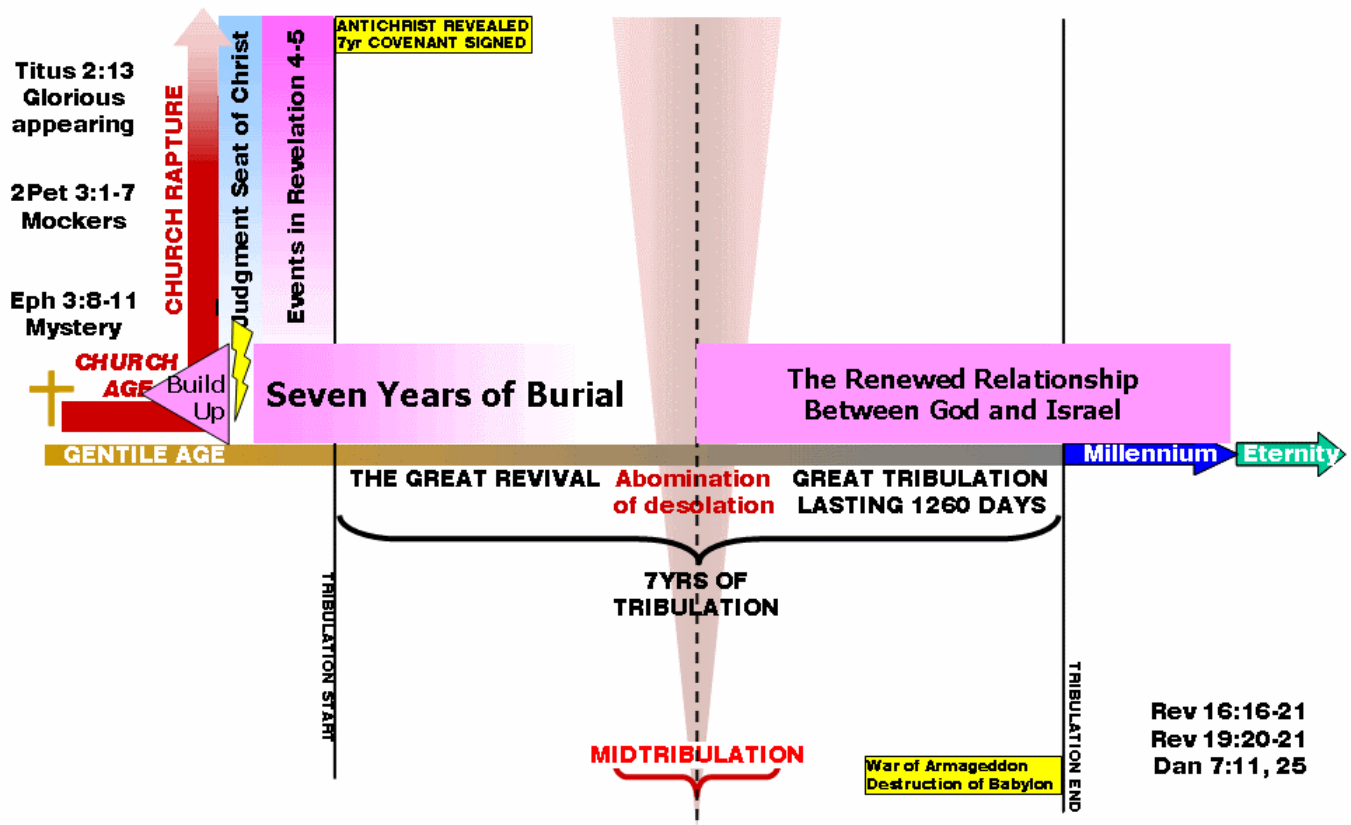 ANTICHRIST REVEALED
7yr COVENANT SIGNED
Titus 2:13
Glorious
appearing
2Pet 3:1-7
Mockers
Eph 3:8-11
Mystery
CHURCH RAPTURE
Judgment Seat of Christ
Events in Revelation 4-5
CHURCH
AGE
Build
Up
Seven Years of Burial
The Renewed Relationship
Between God and Israel
GENTILE AGE
Millennium
Eternity
THE GREAT REVIVAL
Abomination
of desolation
GREAT TRIBULATION
LASTING 1260 DAYS
7YRS OF
TRIBULATION
TRIBULATION START
MIDTRIBULATION
War of Armageddon
Destruction of Babylon
TRIBULATION END
Rev 16:16-21
Rev 19:20-21
Dan 7:11, 25